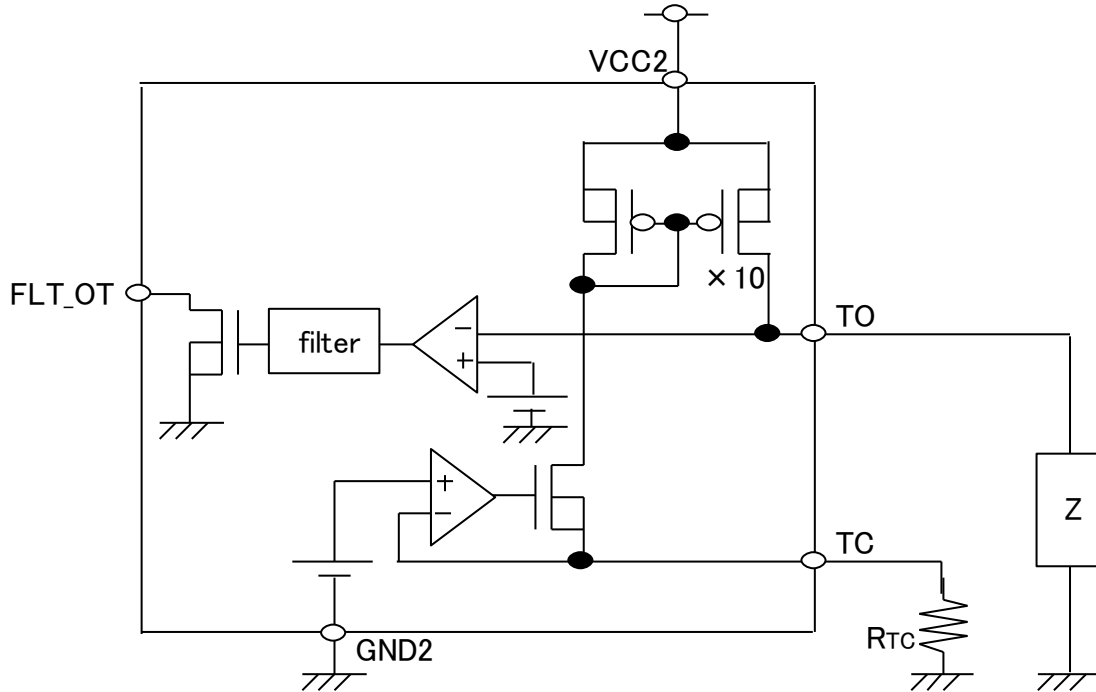 VCC2
× 10
FLT_OT
TO
filter
−
+
+
−
Z
TC
RTC
GND2